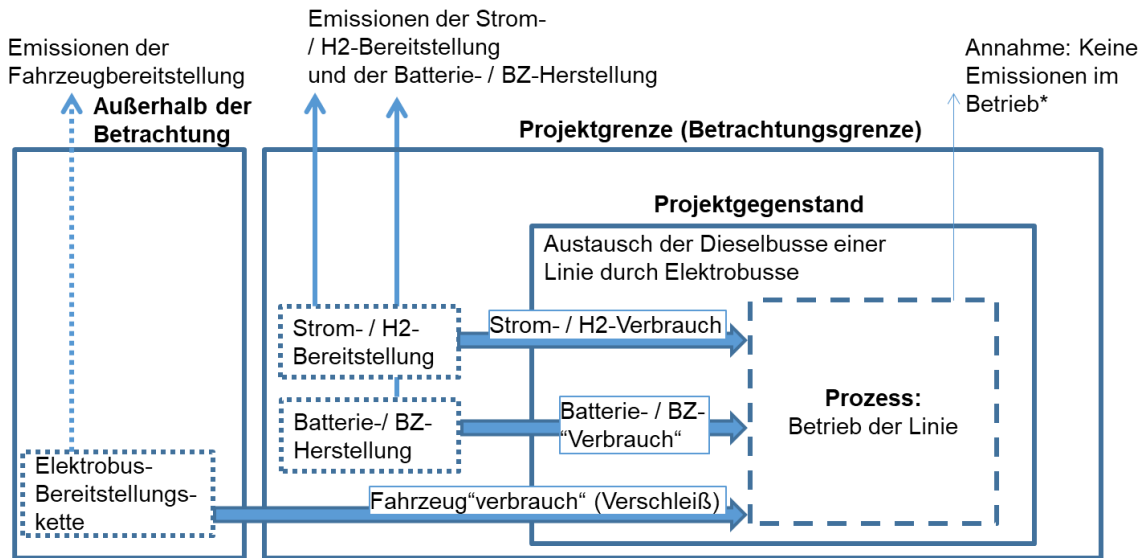 Emissionen der
Fahrzeugbereitstellung
Außerhalb der
Betrachtung
Emissionen der Strom-
/ H2-Bereitstellung
und der Batterie- / BZ-Herstellung
Annahme: Keine
Emissionen im
Betrieb*
Projektgrenze (Betrachtungsgrenze)
Projektgegenstand
Austausch der Dieselbusse einer
Linie durch Elektrobusse
Strom- / H2-
Bereitstellung
Strom- / H2-Verbrauch
Batterie-/ BZ-
Herstellung
Batterie- / BZ-
“Verbrauch“
Prozess:
Betrieb der Linie
Elektrobus-
Bereitstellungs-
kette
Fahrzeug“verbrauch“ (Verschleiß)